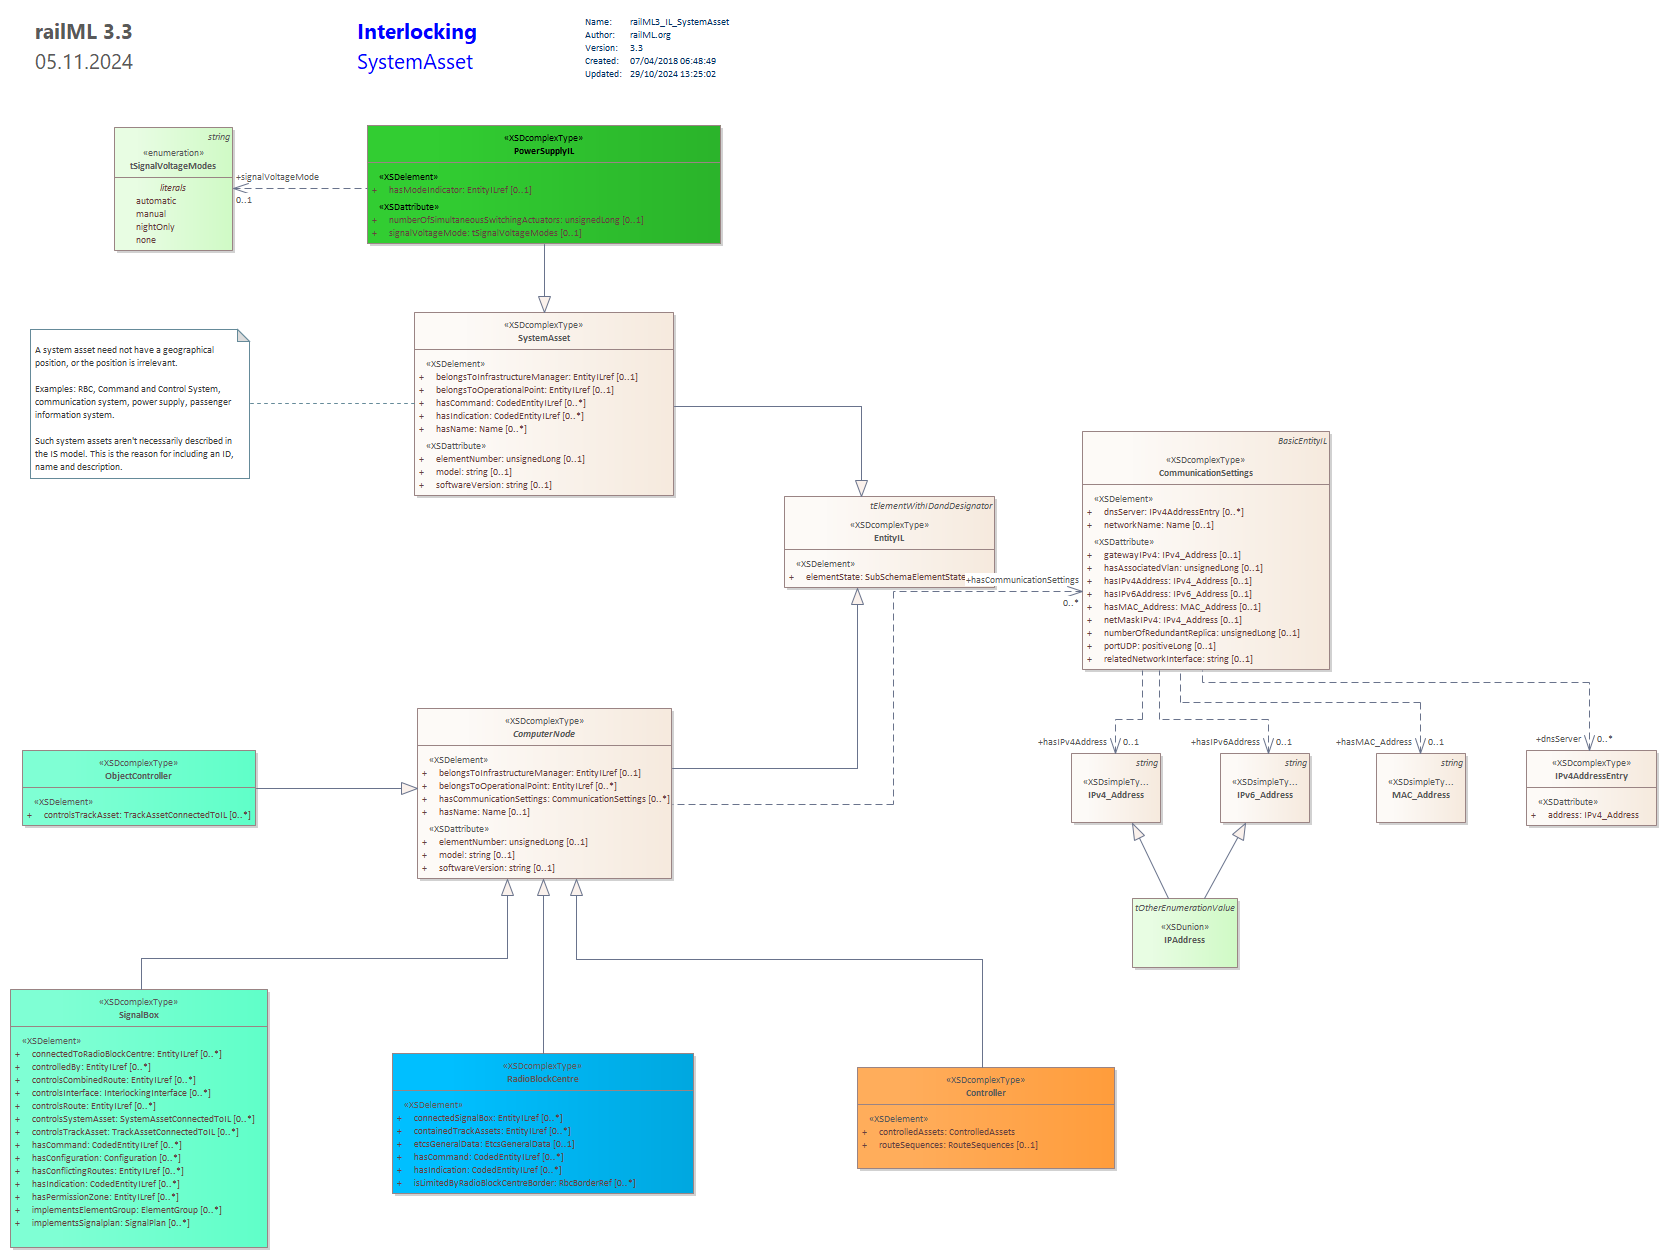 railML 3.3
05.11.2024
Interlocking
SystemAsset
Name: railML3_IL_SystemAsset
Author: railML.org
Version: 3.3
Created: 07/04/2018 06:48:49
Updated: 29/10/2024 13:25:02
string
«enumeration»
tSignalVoltageModes
literals
automatic
manual
nightOnly
none
+signalVoltageMode
0..1
«XSDcomplexType»
PowerSupplyIL
«XSDelement»
+ hasModeIndicator: EntityILref [0..1]
«XSDattribute»
+ numberOfSimultaneousSwitchingActuators: unsignedLong [0..1]
+ signalVoltageMode: tSignalVoltageModes [0..1]
A system asset need not have a geographical
position, or the position is irrelevant.
Examples: RBC, Command and Control System,
communication system, power supply, passenger
information system.
Such system assets aren't necessarily described in
the IS model. This is the reason for including an ID,
name and description.
«XSDcomplexType»
SystemAsset
«XSDelement»
+ belongsToInfrastructureManager: EntityILref [0..1]
+ belongsToOperationalPoint: EntityILref [0..1]
+ hasCommand: CodedEntityILref [0..*]
+ hasIndication: CodedEntityILref [0..*]
+ hasName: Name [0..*]
«XSDattribute»
+ elementNumber: unsignedLong [0..1]
+ model: string [0..1]
+ softwareVersion: string [0..1]
tElementWithIDandDesignator
«XSDcomplexType»
EntityIL
«XSDelement»
+ elementState: SubSchemaElementState
+hasCommunicationSettings
0..*
BasicEntityIL
«XSDcomplexType»
CommunicationSettings
«XSDelement»
+ dnsServer: IPv4AddressEntry [0..*]
+ networkName: Name [0..1]
«XSDattribute»
+ gatewayIPv4: IPv4_Address [0..1]
+ hasAssociatedVlan: unsignedLong [0..1]
+ hasIPv4Address: IPv4_Address [0..1]
+ hasIPv6Address: IPv6_Address [0..1]
+ hasMAC_Address: MAC_Address [0..1]
+ netMaskIPv4: IPv4_Address [0..1]
+ numberOfRedundantReplica: unsignedLong [0..1]
+ portUDP: positiveLong [0..1]
+ relatedNetworkInterface: string [0..1]
+hasIPv4Address 0..1
+hasIPv6Address 0..1
+hasMAC_Address 0..1
+dnsServer 0..*
string
«XSDsimpleTy...
IPv4_Address
string
«XSDsimpleTy...
IPv6_Address
string
«XSDsimpleTy...
MAC_Address
«XSDcomplexType»
IPv4AddressEntry
«XSDattribute»
+ address: IPv4_Address
tOtherEnumerationValue
«XSDunion»
IPAddress
«XSDcomplexType»
ObjectController
«XSDelement»
+ controlsTrackAsset: TrackAssetConnectedToIL [0..*]
«XSDcomplexType»
ComputerNode
«XSDelement»
+ belongsToInfrastructureManager: EntityILref [0..1]
+ belongsToOperationalPoint: EntityILref [0..*]
+ hasCommunicationSettings: CommunicationSettings [0..*]
+ hasName: Name [0..1]
«XSDattribute»
+ elementNumber: unsignedLong [0..1]
+ model: string [0..1]
+ softwareVersion: string [0..1]
«XSDcomplexType»
SignalBox
«XSDelement»
+ connectedToRadioBlockCentre: EntityILref [0..*]
+ controlledBy: EntityILref [0..*]
+ controlsCombinedRoute: EntityILref [0..*]
+ controlsInterface: InterlockingInterface [0..*]
+ controlsRoute: EntityILref [0..*]
+ controlsSystemAsset: SystemAssetConnectedToIL [0..*]
+ controlsTrackAsset: TrackAssetConnectedToIL [0..*]
+ hasCommand: CodedEntityILref [0..*]
+ hasConfiguration: Configuration [0..*]
+ hasConflictingRoutes: EntityILref [0..*]
+ hasIndication: CodedEntityILref [0..*]
+ hasPermissionZone: EntityILref [0..*]
+ implementsElementGroup: ElementGroup [0..*]
+ implementsSignalplan: SignalPlan [0..*]
«XSDcomplexType»
RadioBlockCentre
«XSDelement»
+ connectedSignalBox: EntityILref [0..*]
+ containedTrackAssets: EntityILref [0..*]
+ etcsGeneralData: EtcsGeneralData [0..1]
+ hasCommand: CodedEntityILref [0..*]
+ hasIndication: CodedEntityILref [0..*]
+ isLimitedByRadioBlockCentreBorder: RbcBorderRef [0..*]
«XSDcomplexType»
Controller
«XSDelement»
+ controlledAssets: ControlledAssets
+ routeSequences: RouteSequences [0..1]